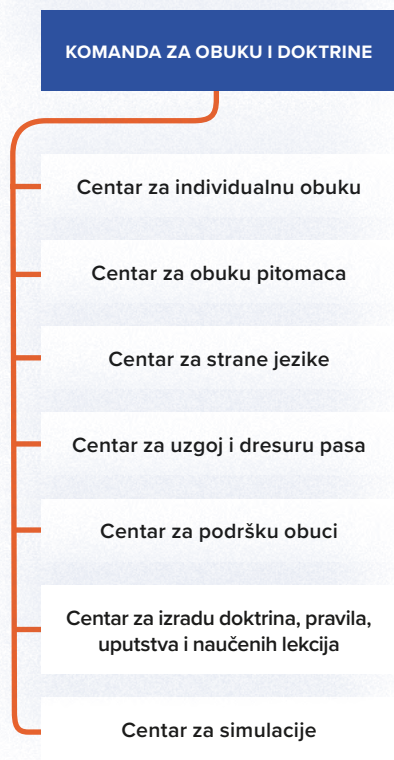 KOMANDA ZA OBUKU I DOKTRINE
Centar za individualnu obuku
Centar za obuku pitomaca
Centar za strane jezike
Centar za uzgoj i dresuru pasa
Centar za podršku obuci
Centar za izradu doktrina, pravila,
uputstva i naučenih lekcija
Centar za simulacije